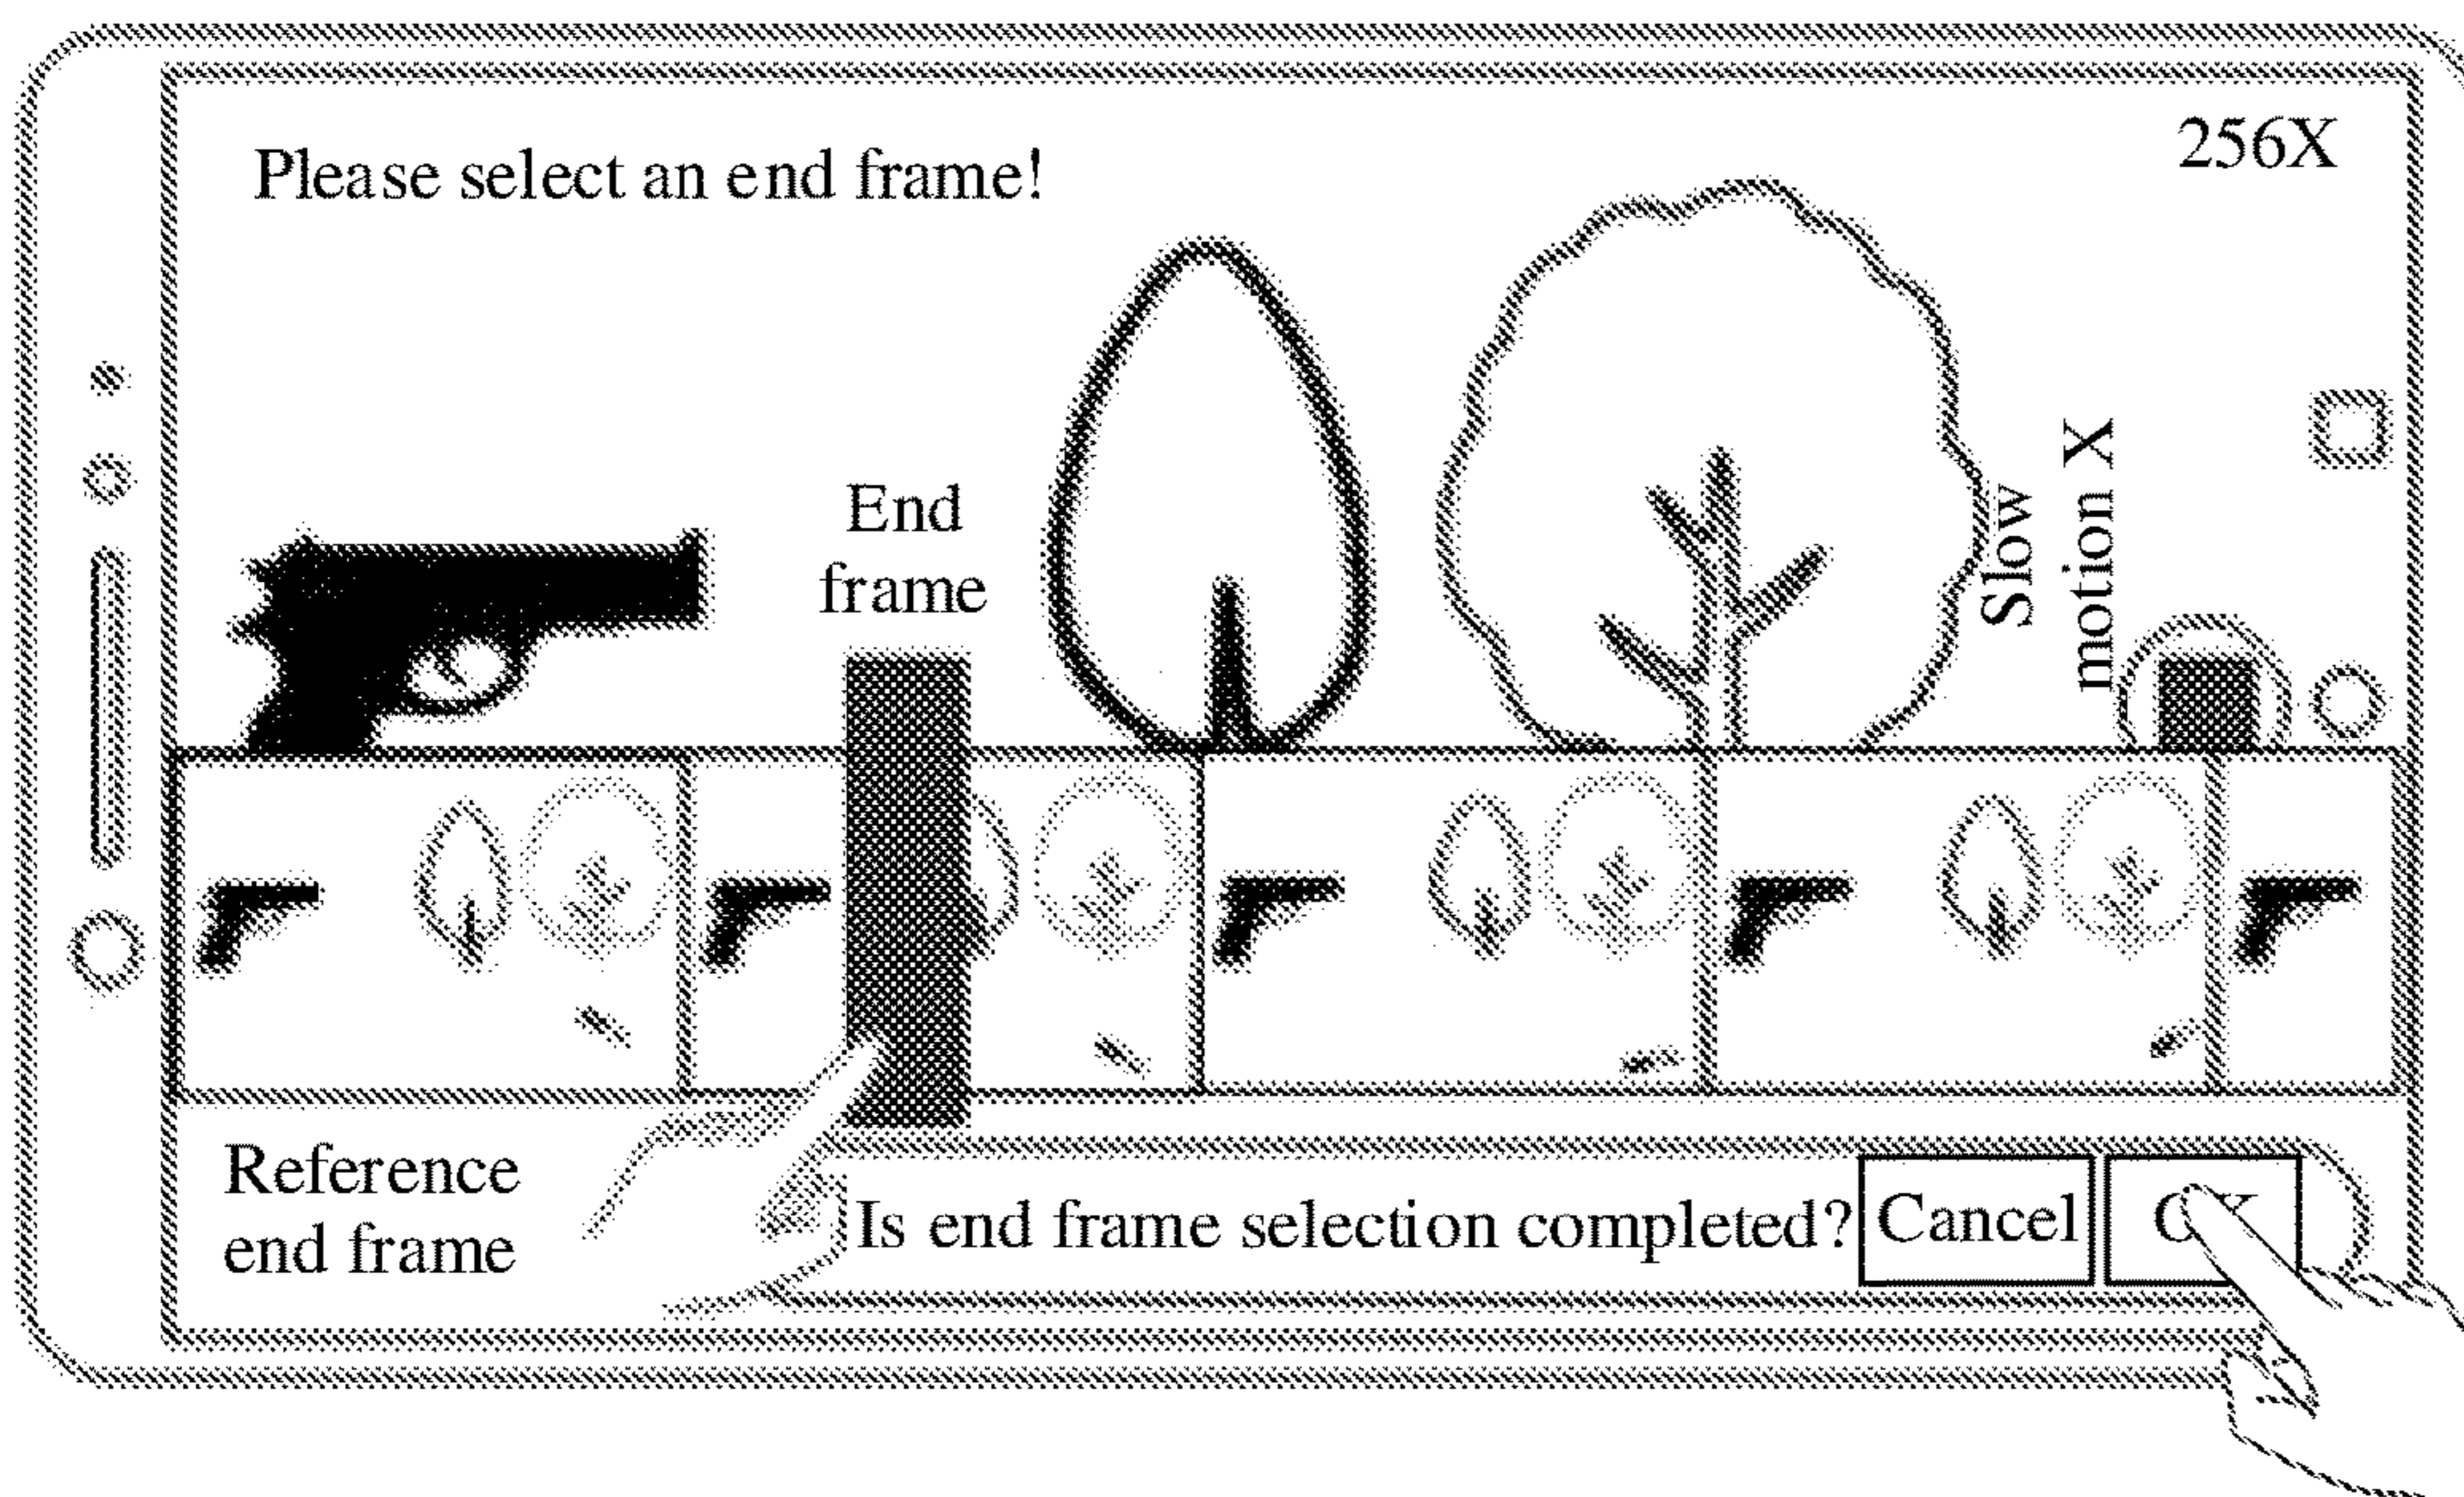 Please select an end frame!
256X
End
frame
Slow
motion X
Reference
end frame
Is end frame selection completed?
Cancel